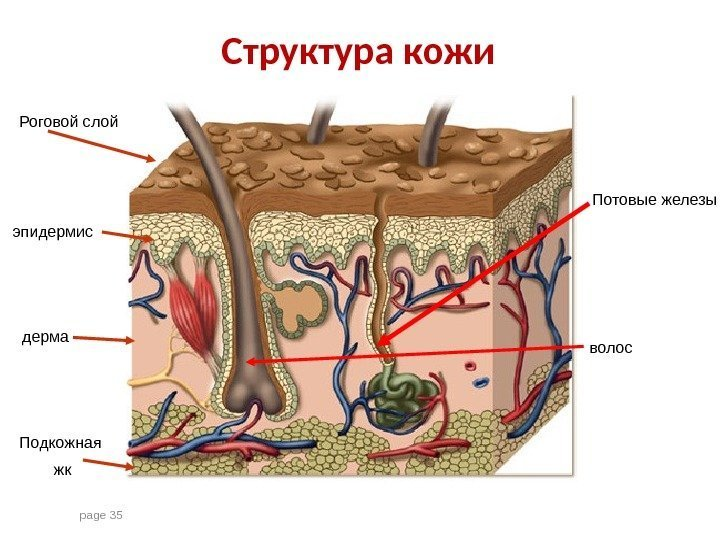 Структура кожи
Роговой слой
Потовые железы
эпидермис
дерма
волос
Подкожная
жк
page 35